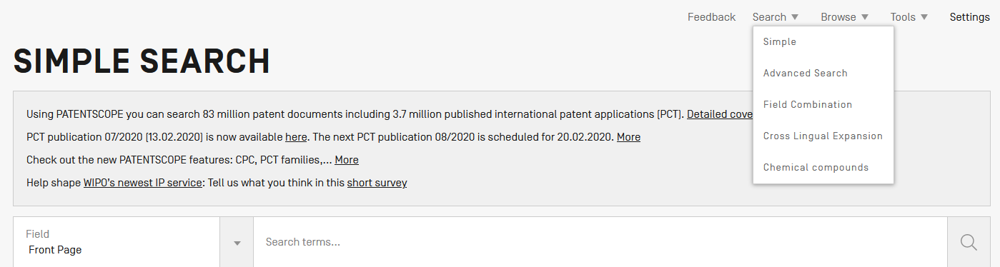 Feedback Search Browse Tools Settings
Simple
Advanced Search
Field Combination
Cross Lingual Expansion
Chemical compounds
SIMPLE SEARCH
Using PATENTSCOPE you can search 83 million patent documents including 3.7 million published international patent applications (PCT). Detailed cove
PCT publication 07/2020 (13.02.2020) is now available here. The next PCT publication 08/2020 is scheduled for 20.02.2020. More
Check out the new PATENTSCOPE features: CPC, PCT families,... More
Help shape WIPO's newest IP service: Tell us what you think in this short survey
Field
Front Page
Search terms...